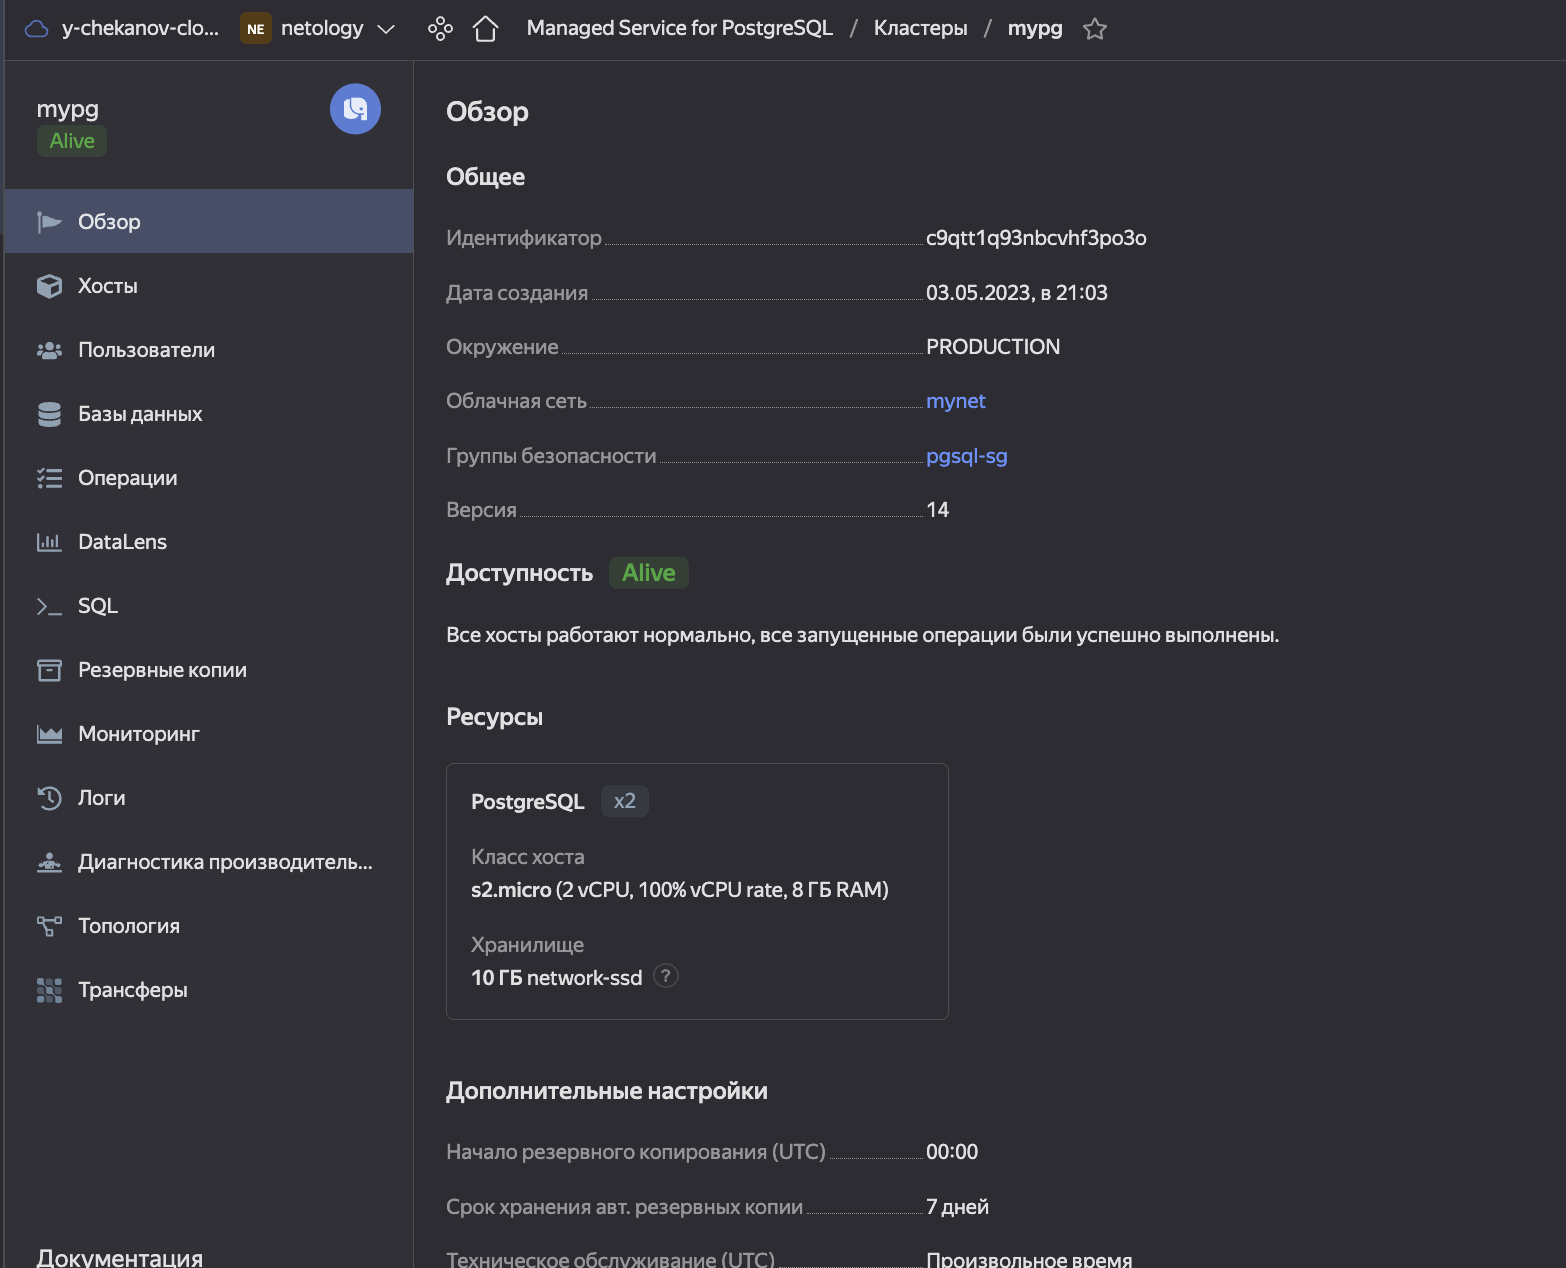 y-chekanov-clo...
NE
netology
Managed Service for PostgreSQL / Кластеры / mypg
mypg
Alive
Обзор
Хосты
Пользователи
Базы данных
Операции
DataLens
SQL
Резервные копии
Мониторинг
Логи
Диагностика производитель...
Топология
Трансферы
Документация
Обзор
Общее
Идентификатор c9qtt1q93nbcvhf3po3o
Дата создания 03.05.2023, в 21:03
Окружение PRODUCTION
Облачная сеть mynet
Группы безопасности pgsql-sg
Версия 14
Доступность Alive
Все хосты работают нормально, все запущенные операции были успешно выполнены.
Ресурсы
PostgreSQL x2
Класс хоста
s2.micro (2 vCPU, 100% vCPU rate, 8 ГБ RAM)
Хранилище
10 ГБ network-ssd ?
Дополнительные настройки
Начало резервного копирования (UTC) 00:00
Срок хранения авт. резервных копии 7 дней
Техническое обслуживание (UTC) Произвольное время